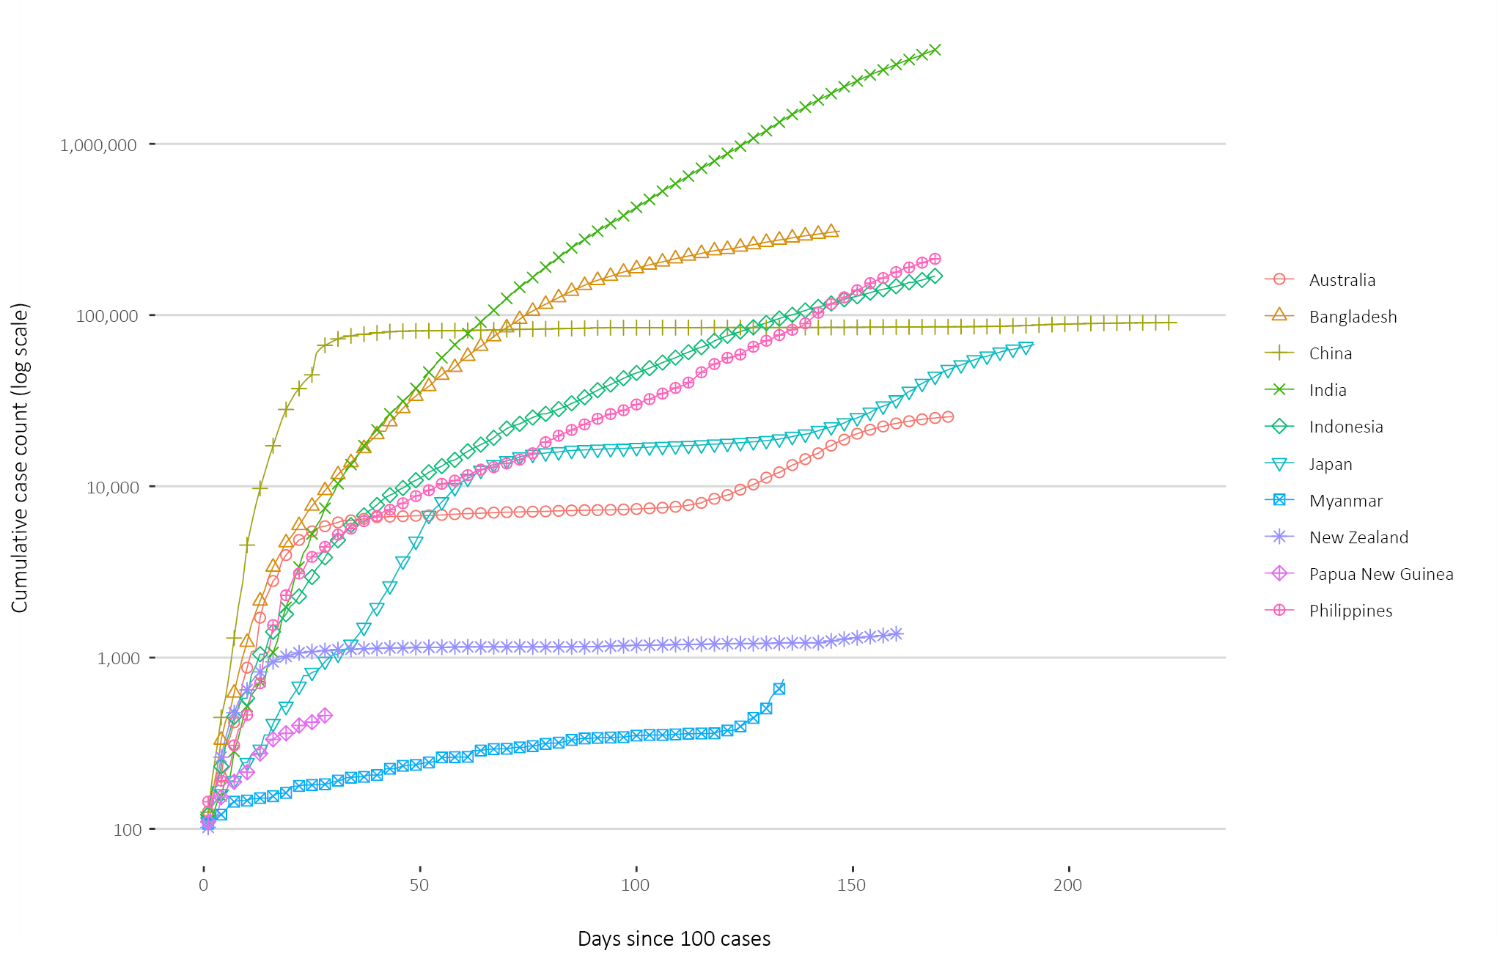 Cumulative case count (log scale)
1,000,000
100,000
10,000
1,000
100
0
50
100
150
200
Days since 100 cases
Australia
Bangladesh
China
India
Indonesia
Japan
Myanmar
New Zealand
Papua New Guinea
Philippines